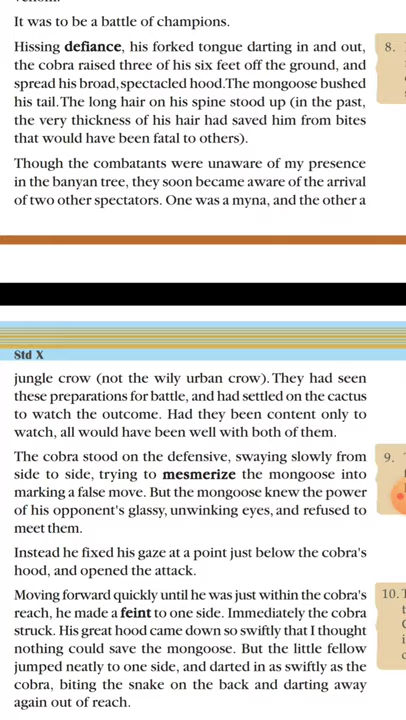 It was to be a battle of champions.
Hissing defiance, his forked tongue darting in and out,
the cobra raised three of his six feet off the ground, and
spread his broad, spectacled hood.The mongoose bushed
his tail.The long hair on his spine stood up (in the past,
the very thickness of his hair had saved him from bites
that would have been fatal to others).
Though the combatants were unaware of my presence
in the banyan tree, they soon became aware of the arrival
of two other spectators. One was a myna, and the other a
8.
Std X
jungle crow (not the wily urban crow). They had seen
these preparations for battle, and had settled on the cactus
to watch the outcome. Had they been content only to
watch, all would have been well with both of them.
The cobra stood on the defensive, swaying slowly from
side to side, trying to mesmerize the mongoose into
marking a false move. But the mongoose knew the power
of his opponent's glassy, unwinking eyes, and refused to
meet them.
Instead he fixed his gaze at a point just below the cobra's
hood, and opened the attack.
Moving forward quickly until he was just within the cobra's
reach, he made a feint to one side. Immediately the cobra
struck. His great hood came down so swiftly that I thought
nothing could save the mongoose. But the little fellow
jumped neatly to one side, and darted in as swiftly as the
cobra, biting the snake on the back and darting away
again out of reach.
9.
10.